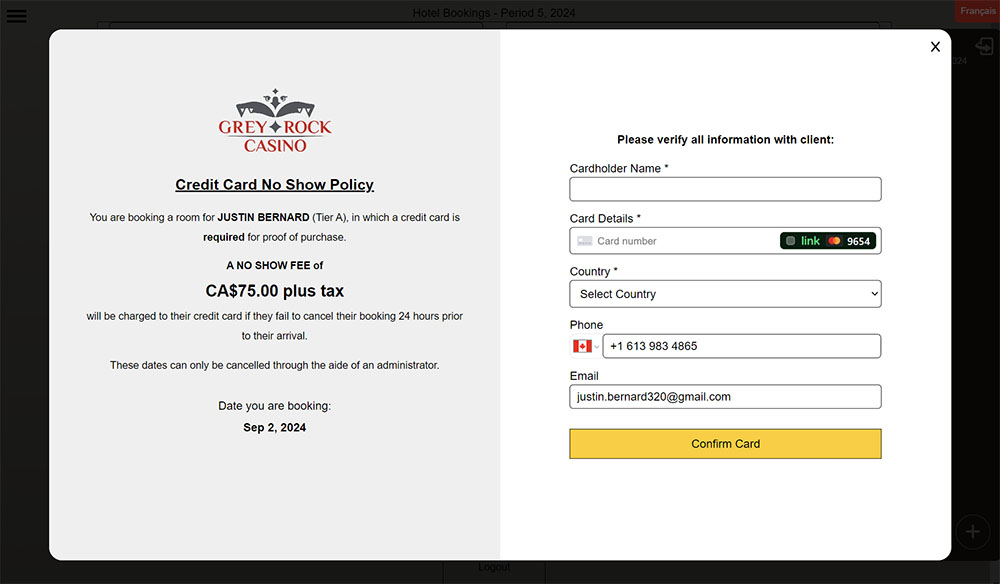 Hotel Bookings - Period 5, 2024
Français
324
X
GREY ROCK
CASINO
Credit Card No Show Policy
You are booking a room for JUSTIN BERNARD (Tier A), in which a credit card is
required for proof of purchase.
A NO SHOW FEE of
CA$75.00 plus tax
will be charged to their credit card if they fail to cancel their booking 24 hours prior
to their arrival.
These dates can only be cancelled through the aide of an administrator.
Date you are booking:
Sep 2, 2024
Please verify all information with client:
Cardholder Name *
Card Details *
Card number link 9654
Country *
Select Country
Phone
+1 613 983 4865
Email
justin.bernard320@gmail.com
Confirm Card
Logout